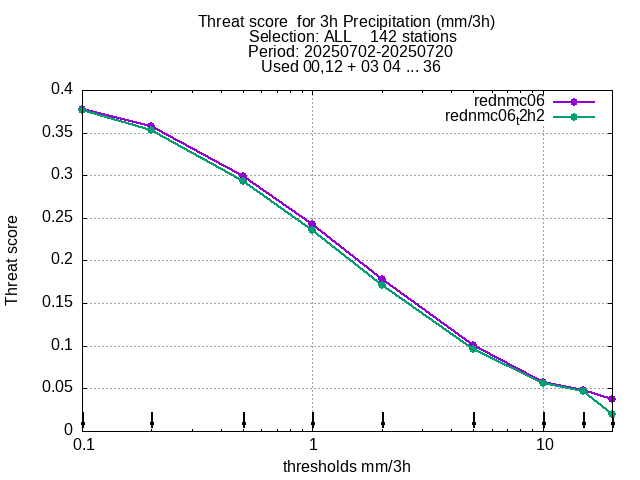 Threat score  for 3h Precipitation (mm/3h)
Selection: ALL    142 stations
Period: 20250702-20250720
Used 00,12 + 03 04 ... 36
rednmc06
rednmc06t2h2
0.4
0.35
0.3
0.25
0.2
0.15
0.1
0.05
0
Threat score
0.1 1 10
thresholds mm/3h